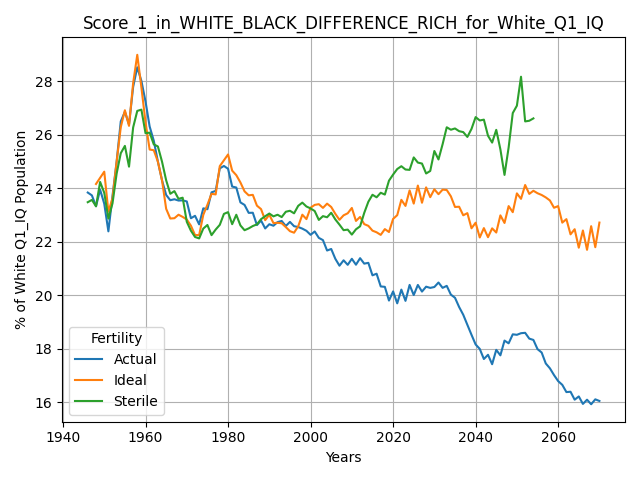 Score_1_in_WHITE_BLACK_DIFFERENCE_RICH_for_White_Q1_IQ
% of White Q1_IQ Population
28
26
24
22
20
18
16
Fertility
Actual
Ideal
Sterile
1940 1960 1980 2000 2020 2040 2060
Years